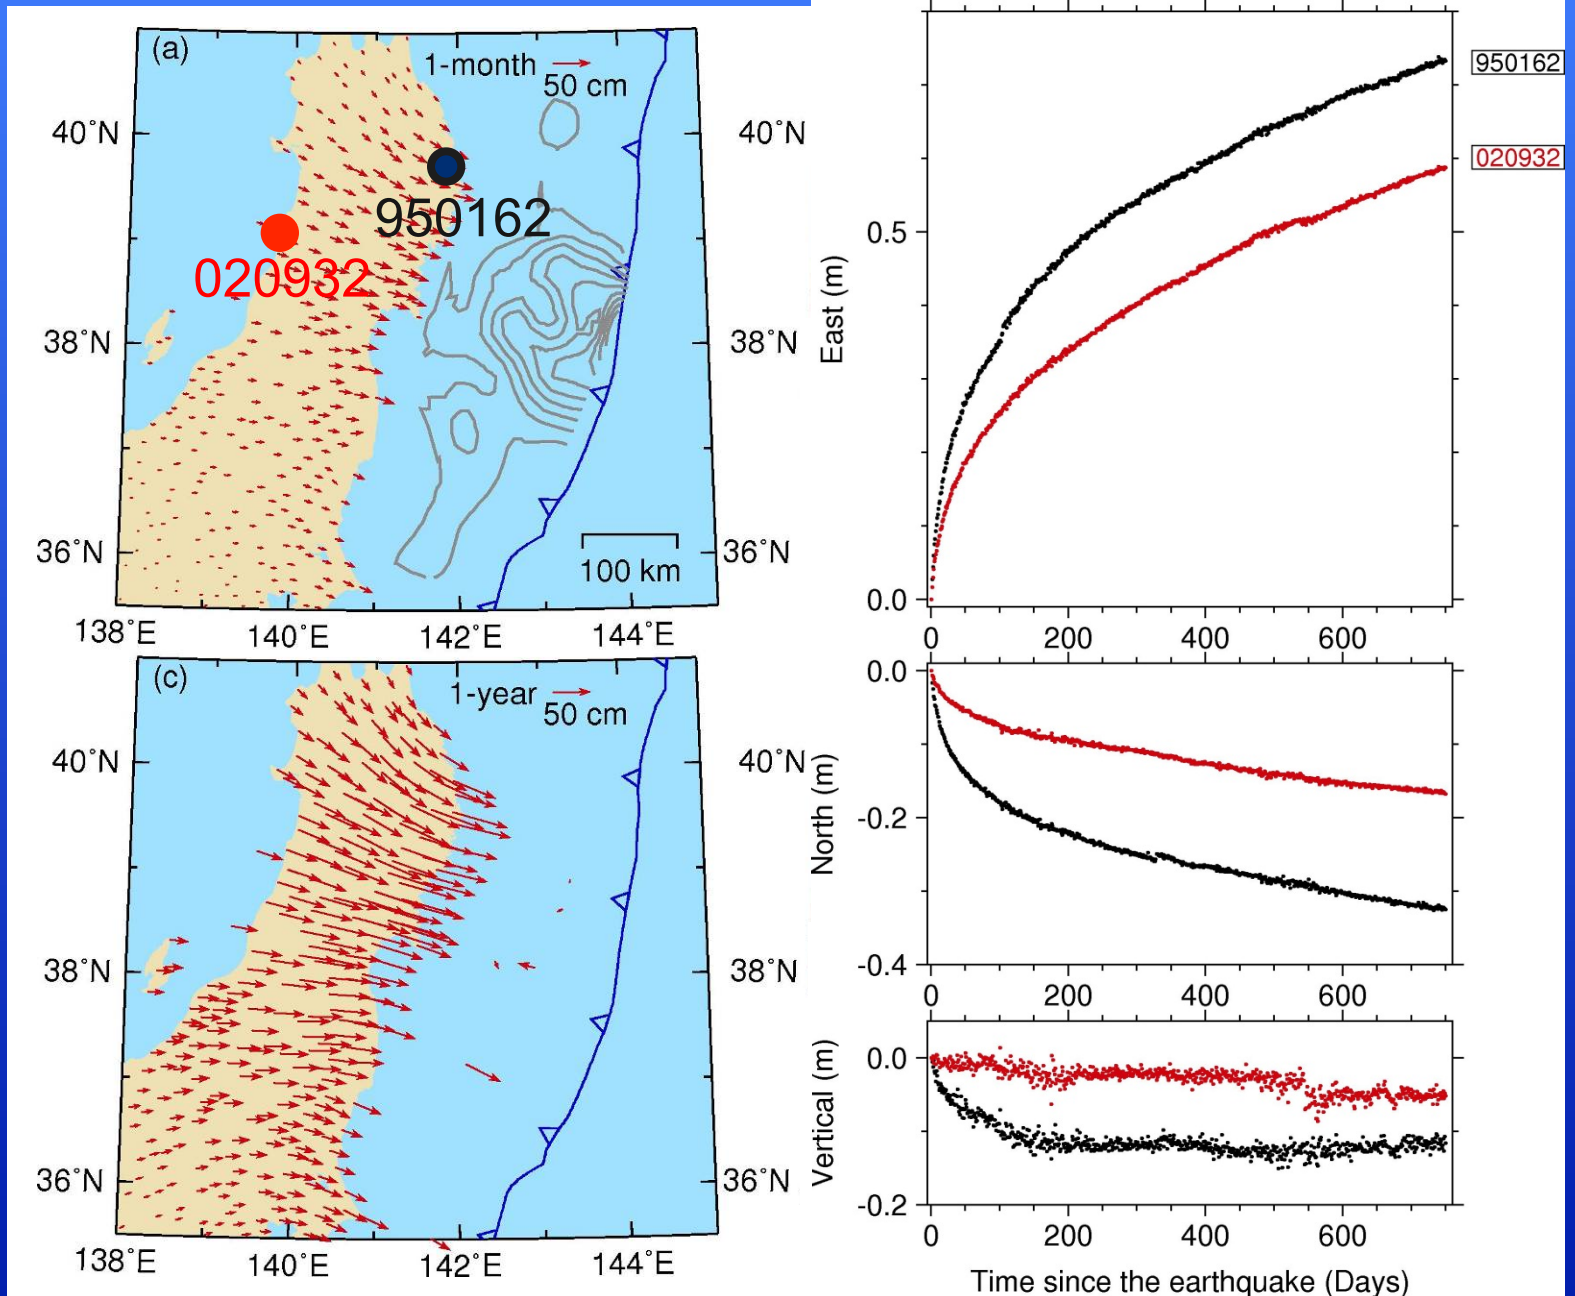 (a)
1-month
50 cm
40˚N
40˚N
950162
020932
38˚N
38˚N
36˚N
36˚N
100 km
138˚E
140˚E
142˚E
144˚E
(c)
1-year
50 cm
40˚N
40˚N
38˚N
38˚N
36˚N
36˚N
138˚E
140˚E
142˚E
144˚E
950162
020932
0.5
0.0
East (m)
0
200
400
600
0.0
-0.2
-0.4
North (m)
0
200
400
600
0.0
-0.2
Vertical (m)
0
200
400
600
Time since the earthquake (Days)